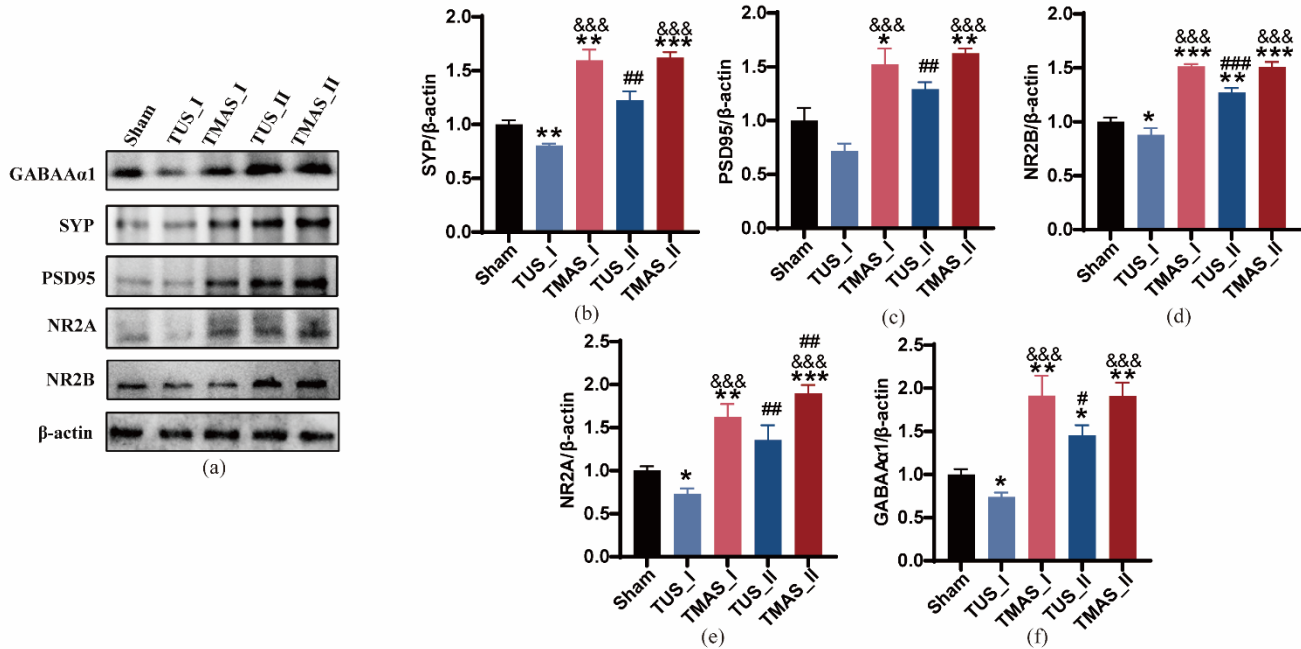 Sham TUS_I TMAS_I TUS_II TMAS_II
GABAAα1
SYP
PSD95
NR2A
NR2B
β-actin
(a)
SYP/β-actin
2.0
1.5
1.0
0.5
0.0
** &&& ** ## &&& ***
Sham TUS_I TMAS_I TUS_II TMAS_II
(b)
PSD95/β-actin
2.0
1.5
1.0
0.5
0.0
&&& * ## &&& **
Sham TUS_I TMAS_I TUS_II TMAS_II
(c)
NR2B/β-actin
2.0
1.5
1.0
0.5
0.0
* &&& *** ### ** &&& ***
Sham TUS_I TMAS_I TUS_II TMAS_II
(d)
NR2A/β-actin
2.5
2.0
1.5
1.0
0.5
0.0
* &&& ** ## ## &&& ***
Sham TUS_I TMAS_I TUS_II TMAS_II
(e)
GABAAα1/β-actin
2.5
2.0
1.5
1.0
0.5
0.0
* &&& ** # * &&& **
Sham TUS_I TMAS_I TUS_II TMAS_II
(f)